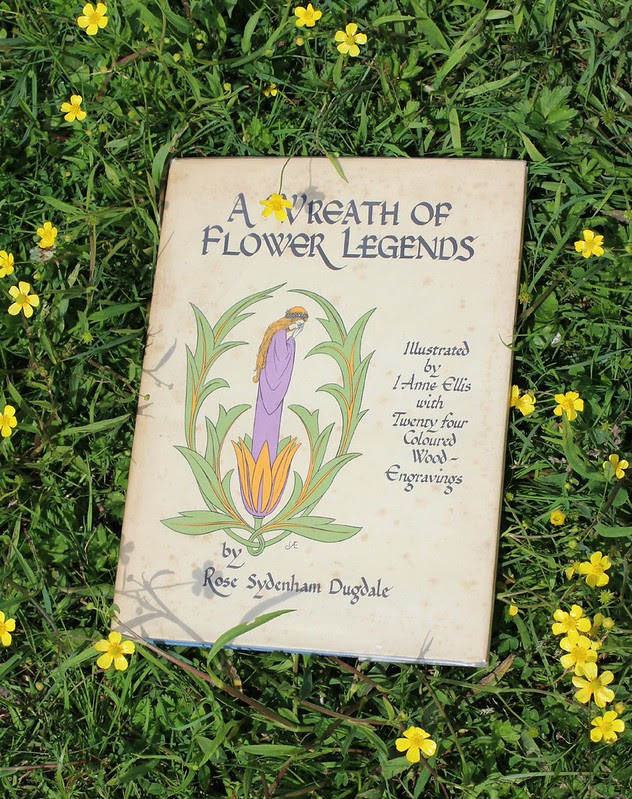 A WREATH OF
FLOWER LEGENDS
Illustrated
by
I. Anne Ellis
with
Twenty four
Coloured
Wood-
Engravings
by
Rose Sydenham Dugdale